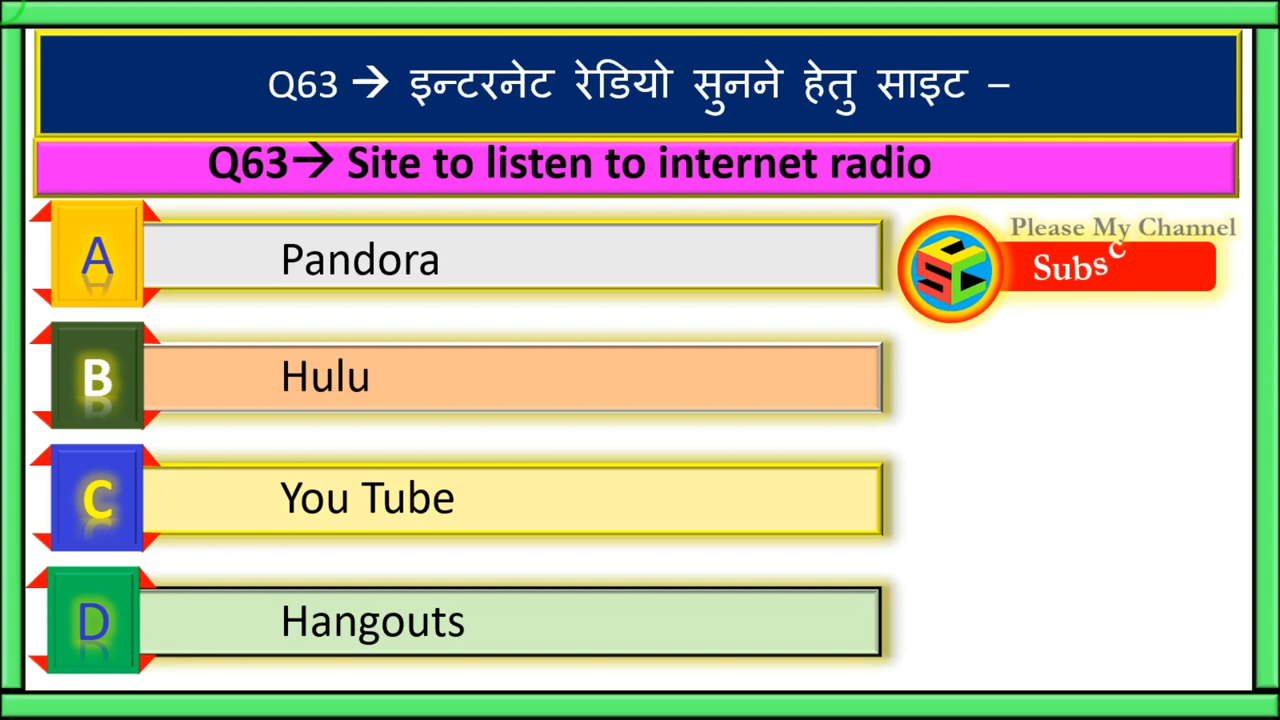 Q63 → इन्टरनेट रेडियो सुनने हेतु साइट –
Q63→ Site to listen to internet radio
A Pandora
Please My Channel
Subsc
B Hulu
C You Tube
D Hangouts